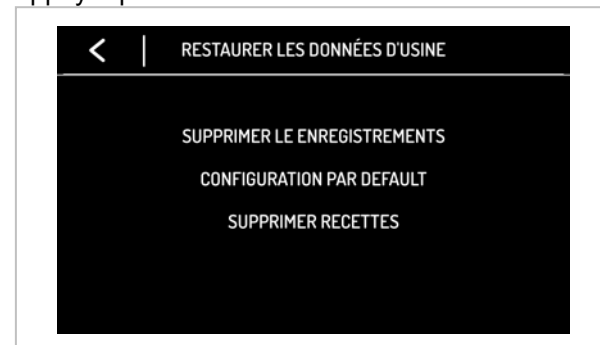 RESTAURER LES DONNÉES D'USINE
SUPPRIMER LE ENREGISTREMENTS
CONFIGURATION PAR DEFAULT
SUPPRIMER RECETTES